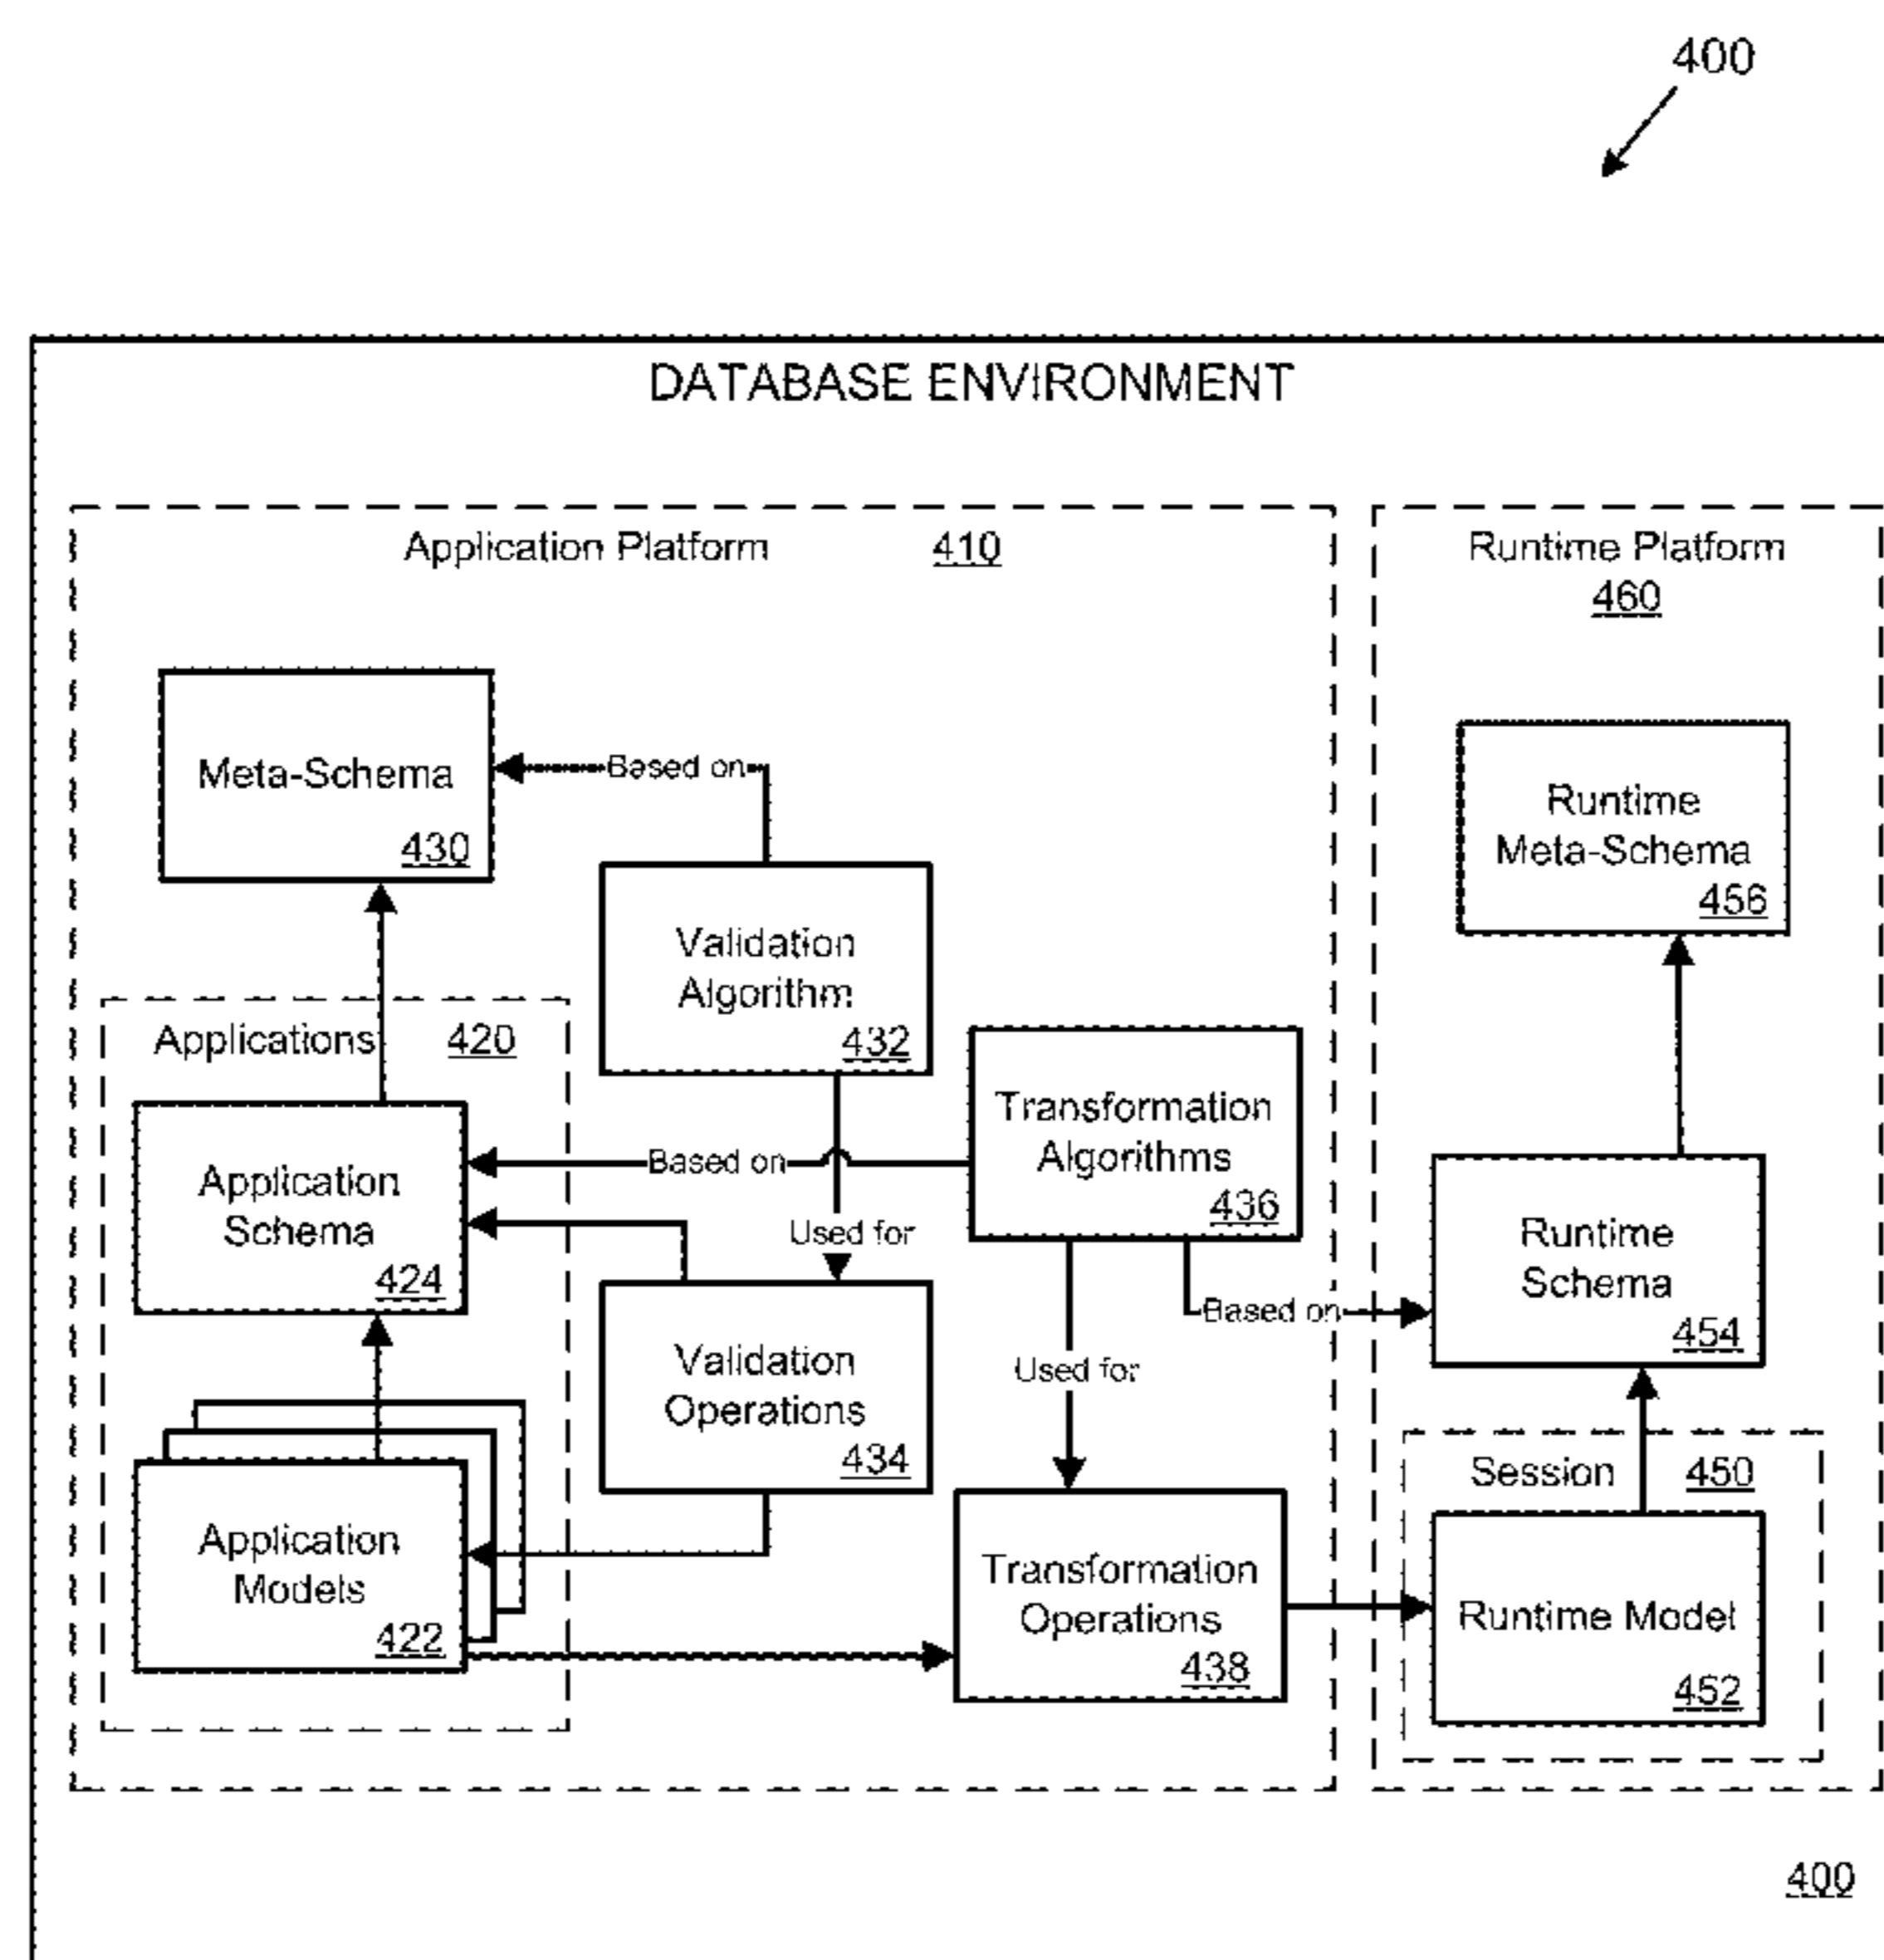 400
DATABASE ENVIRONMENT
Application Platform 410
Runtime Platform
460
Meta-Schema
430
Based on
Validation
Algorithm
432
Runtime
Meta-Schema
456
Applications 420
Application
Schema
424
Based on
Transformation
Algorithms
436
Used for
Based on
Runtime
Schema
454
Validation
Operations
434
Used for
Application
Models
422
Transformation
Operations
438
Session 450
Runtime Model
452
400